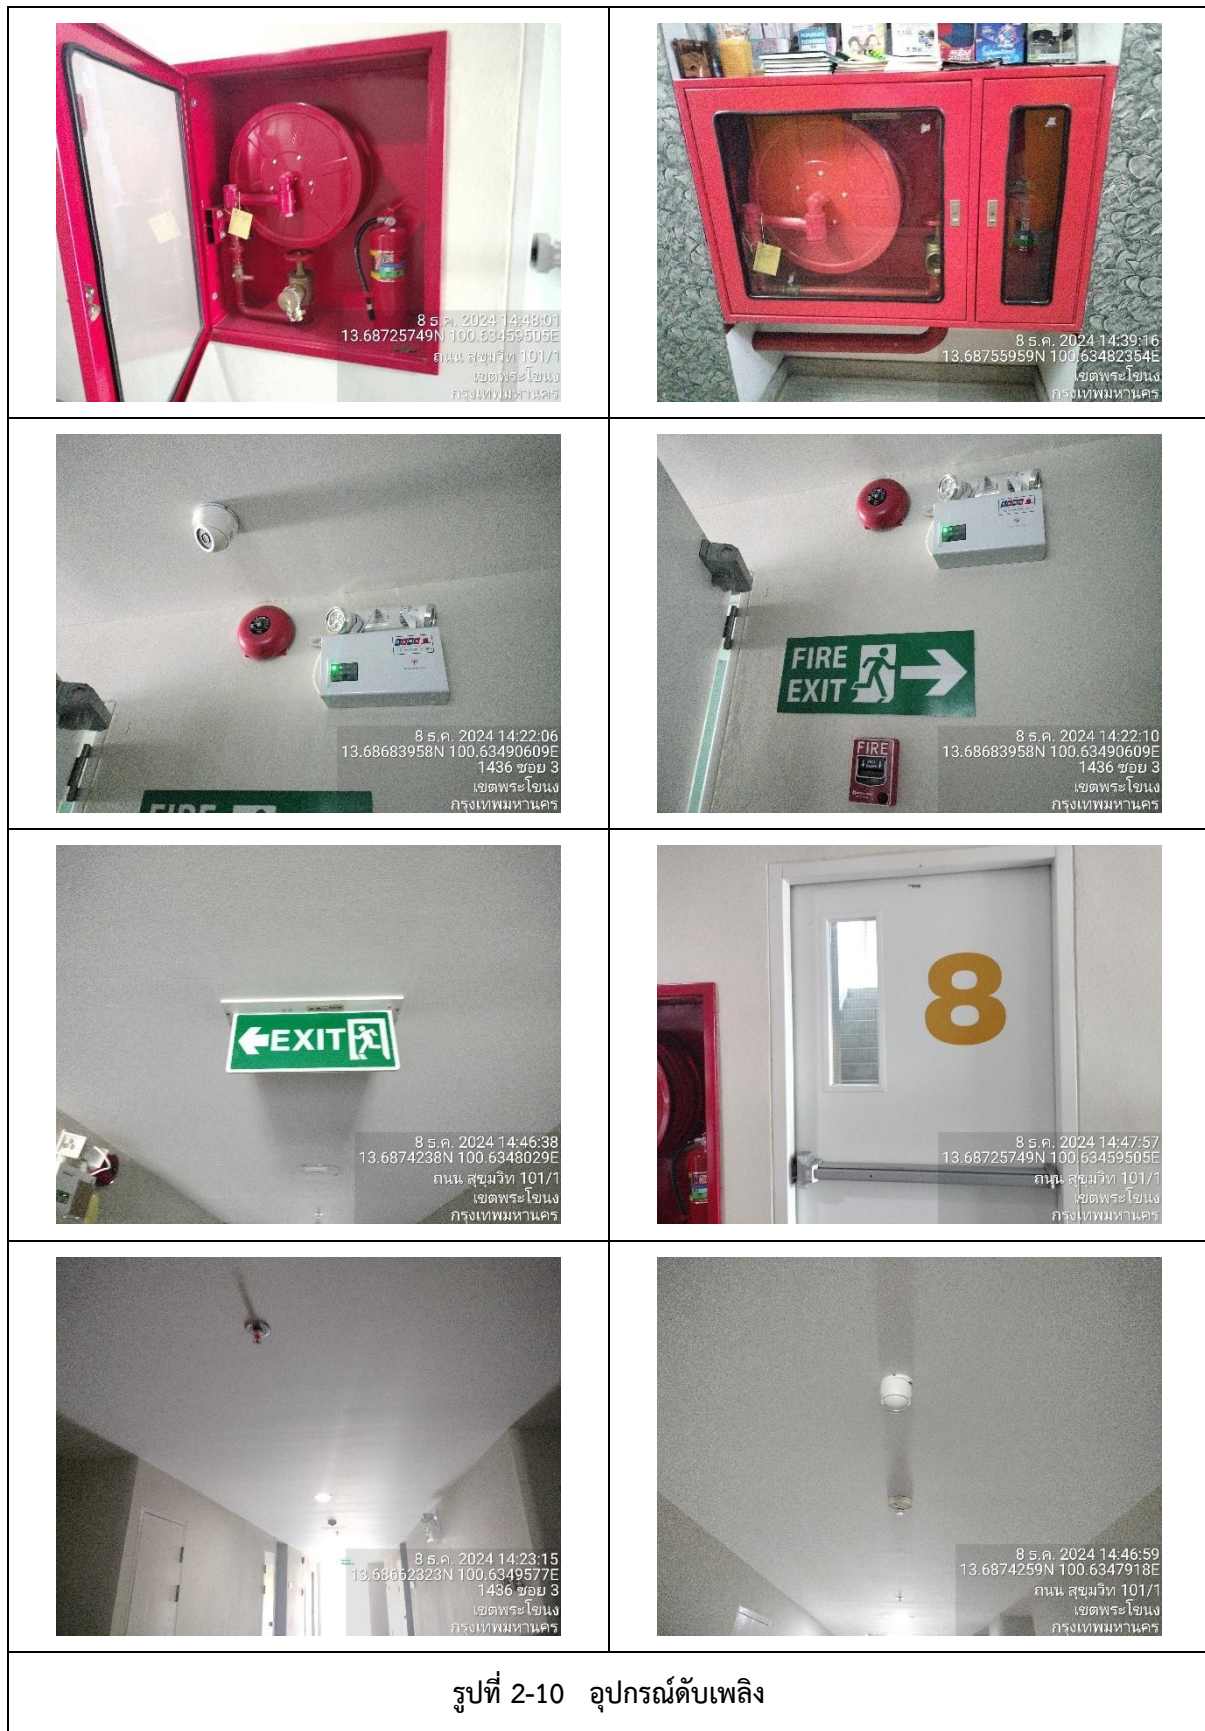 8 ธ.ค. 2024 14:48:01
13.68725749N 100.63459505E
ถนน สุขุมวิท 101/1
เขตพระโขนง
กรุงเทพมหานคร
8 ธ.ค. 2024 14:39:16
13.68755959N 100.63482354E
เขตพระโขนง
กรุงเทพมหานคร
8 ธ.ค. 2024 14:22:06
13.68683958N 100.63490609E
1436 ซอย 3
เขตพระโขนง
กรุงเทพมหานคร
FIRE
FIRE
EXIT
FIRE
8 ธ.ค. 2024 14:22:10
13.68683958N 100.63490609E
1436 ซอย 3
เขตพระโขนง
กรุงเทพมหานคร
EXIT
8 ธ.ค. 2024 14:46:38
13.6874238N 100.6348029E
ถนน สุขุมวิท 101/1
เขตพระโขนง
กรุงเทพมหานคร
8
8 ธ.ค. 2024 14:47:57
13.68725749N 100.63459505E
ถนน สุขุมวิท 101/1
เขตพระโขนง
กรุงเทพมหานคร
8 ธ.ค. 2024 14:23:15
13.68662323N 100.6349577E
1436 ซอย 3
เขตพระโขนง
กรุงเทพมหานคร
8 ธ.ค. 2024 14:46:59
13.6874259N 100.6347918E
ถนน สุขุมวิท 101/1
เขตพระโขนง
กรุงเทพมหานคร
รูปที่ 2-10 อุปกรณ์ดับเพลิง